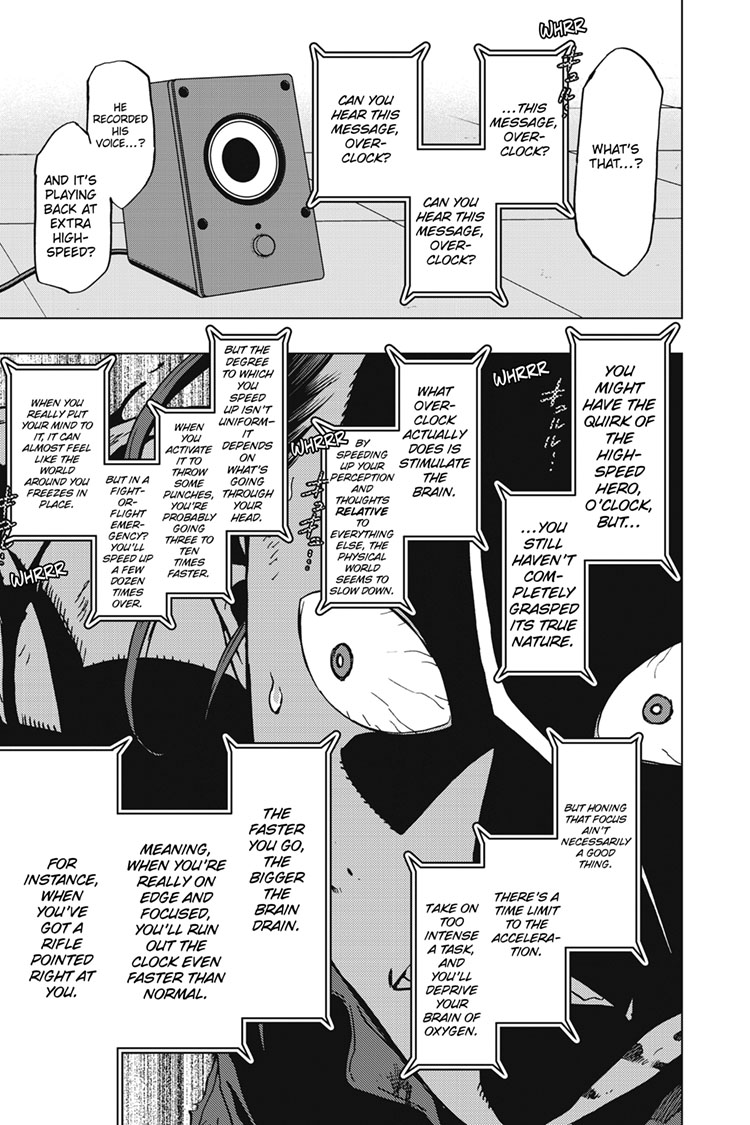 WHRR
キュル・・・
WHAT'S
THAT...?
...THIS
MESSAGE,
OVER-
CLOCK?
CAN YOU
HEAR THIS
MESSAGE,
OVER-
CLOCK?
CAN YOU
HEAR THIS
MESSAGE,
OVER-
CLOCK?
HE
RECORDED
HIS
VOICE...?
AND IT'S
PLAYING
BACK AT
EXTRA
HIGH-
SPEED?
YOU
MIGHT
HAVE THE
QUIRK OF
THE
HIGH-
SPEED
HERO,
O'CLOCK,
BUT...
...YOU
STILL
HAVEN'T
COM-
PLETELY
GRASPED
ITS TRUE
NATURE.
WHRRR
WHAT
OVER-
CLOCK
ACTUALLY
DOES IS
STIMULATE
THE
BRAIN.
BY
SPEEDING
UP YOUR
PERCEPTION
AND
THOUGHTS
RELATIVE
TO
EVERYTHING
ELSE, THE
PHYSICAL
WORLD
SEEMS TO
SLOW DOWN.
WHRRR
BUT THE
DEGREE
TO WHICH
YOU
SPEED
UP ISN'T
UNIFORM—
IT
DEPENDS
ON
WHAT'S
GOING
THROUGH
YOUR
HEAD.
WHEN
YOU
ACTIVATE
IT TO
THROW
SOME
PUNCHES,
YOU'RE
PROBABLY
GOING
THREE TO
TEN
TIMES
FASTER.
BUT IN A
FIGHT-
OR-
FLIGHT
EMER-
GENCY?
YOU'LL
SPEED UP
A FEW
DOZEN
TIMES
OVER.
WHEN YOU
REALLY PUT
YOUR MIND TO
IT, IT CAN
ALMOST FEEL
LIKE THE
WORLD
AROUND YOU
FREEZES IN
PLACE.
WHRRR
BUT HONING
THAT FOCUS
AIN'T
NECESSARILY
A GOOD
THING.
THERE'S A
TIME LIMIT
TO THE
ACCELERA-
TION.
TAKE ON
TOO
INTENSE
A TASK,
AND
YOU'LL
DEPRIVE
YOUR
BRAIN OF
OXYGEN.
THE
FASTER
YOU GO,
THE
BIGGER
THE
BRAIN
DRAIN.
MEANING,
WHEN YOU'RE
REALLY ON
EDGE AND
FOCUSED,
YOU'LL RUN
OUT THE
CLOCK EVEN
FASTER THAN
NORMAL.
FOR
INSTANCE,
WHEN
YOU'VE
GOT A
RIFLE
POINTED
RIGHT AT
YOU.